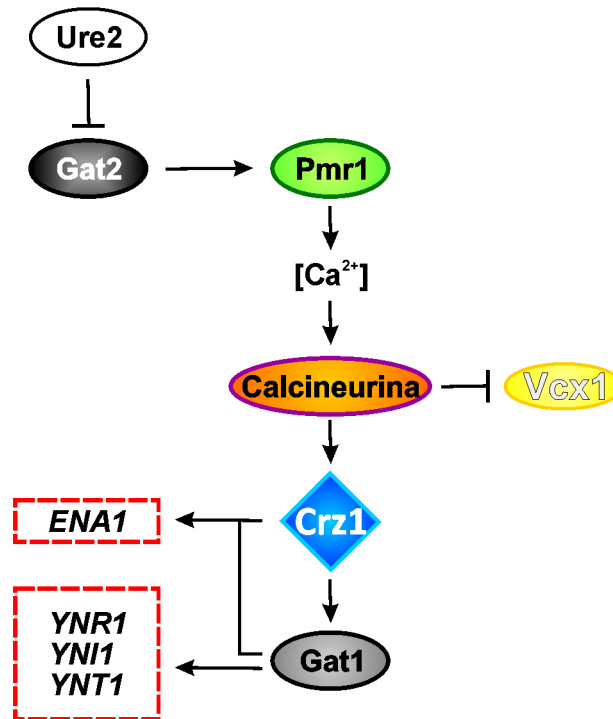 Ure2
Gat2
Pmr1
[Ca²⁺]
Calcineurina
Vcx1
Crz1
ENA1
YNR1
YNI1
YNT1
Gat1